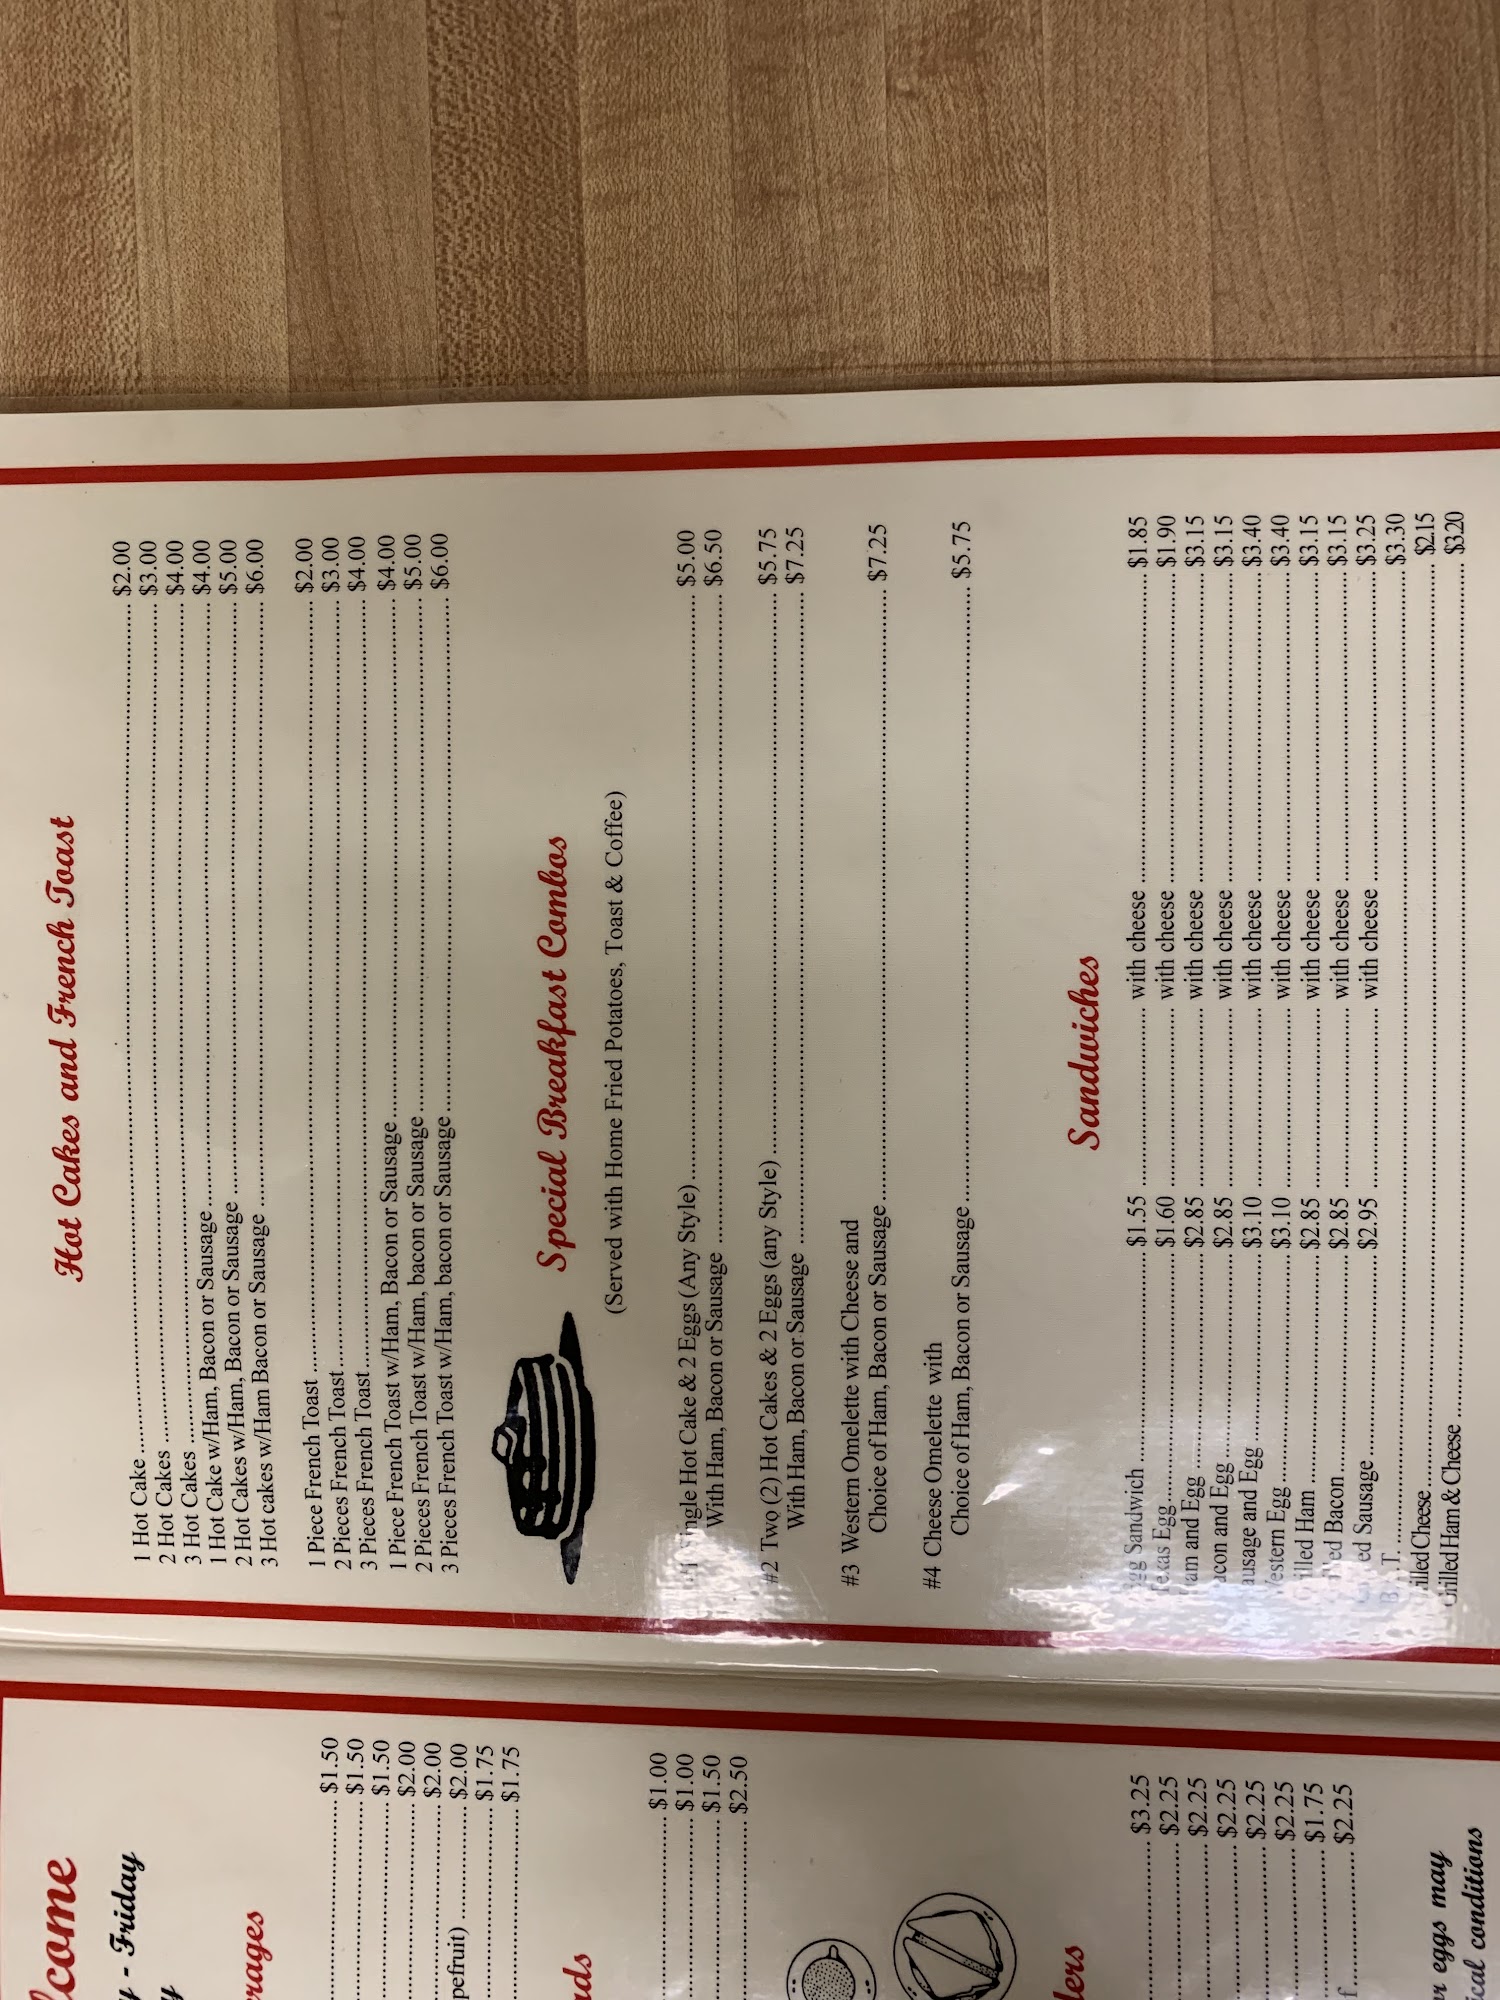 Welcome
- Friday
y
$1.50
$1.50
$1.50
$2.00
$2.00
$2.00
$1.75
$1.75
$1.00
$1.00
$1.50
$2.50
$3.25
$2.25
$2.25
$2.25
$2.25
$2.25
$1.75
$2.25
eggs may
conditions
Hot Cakes and French Toast
1 Hot Cake $2.00
2 Hot Cakes $3.00
3 Hot Cakes $4.00
1 Hot Cake w/Ham, Bacon or Sausage $4.00
2 Hot Cakes w/Ham, Bacon or Sausage $5.00
3 Hot cakes w/Ham Bacon or Sausage $6.00
1 Piece French Toast $2.00
2 Pieces French Toast $3.00
3 Pieces French Toast $4.00
1 Piece French Toast w/Ham, Bacon or Sausage $4.00
2 Pieces French Toast w/Ham, bacon or Sausage $5.00
3 Pieces French Toast w/Ham, bacon or Sausage $6.00
Special Breakfast Combos
(Served with Home Fried Potatoes, Toast & Coffee)
#1 Single Hot Cake & 2 Eggs (Any Style) $5.00
With Ham, Bacon or Sausage $6.50
#2 Two (2) Hot Cakes & 2 Eggs (any Style) $5.75
With Ham, Bacon or Sausage $7.25
#3 Western Omelette with Cheese and
Choice of Ham, Bacon or Sausage $7.25
#4 Cheese Omelette with
Choice of Ham, Bacon or Sausage $5.75
Sandwiches
Egg Sandwich $1.55 with cheese $1.85
Texas Egg $1.60 with cheese $1.90
Ham and Egg $2.85 with cheese $3.15
Bacon and Egg $2.85 with cheese $3.15
Sausage and Egg $3.10 with cheese $3.40
Western Egg $3.10 with cheese $3.40
Grilled Ham $2.85 with cheese $3.15
Grilled Bacon $2.85 with cheese $3.15
Grilled Sausage $2.95 with cheese $3.25
B.L.T. $3.30
Grilled Cheese $2.15
Grilled Ham & Cheese $3.20